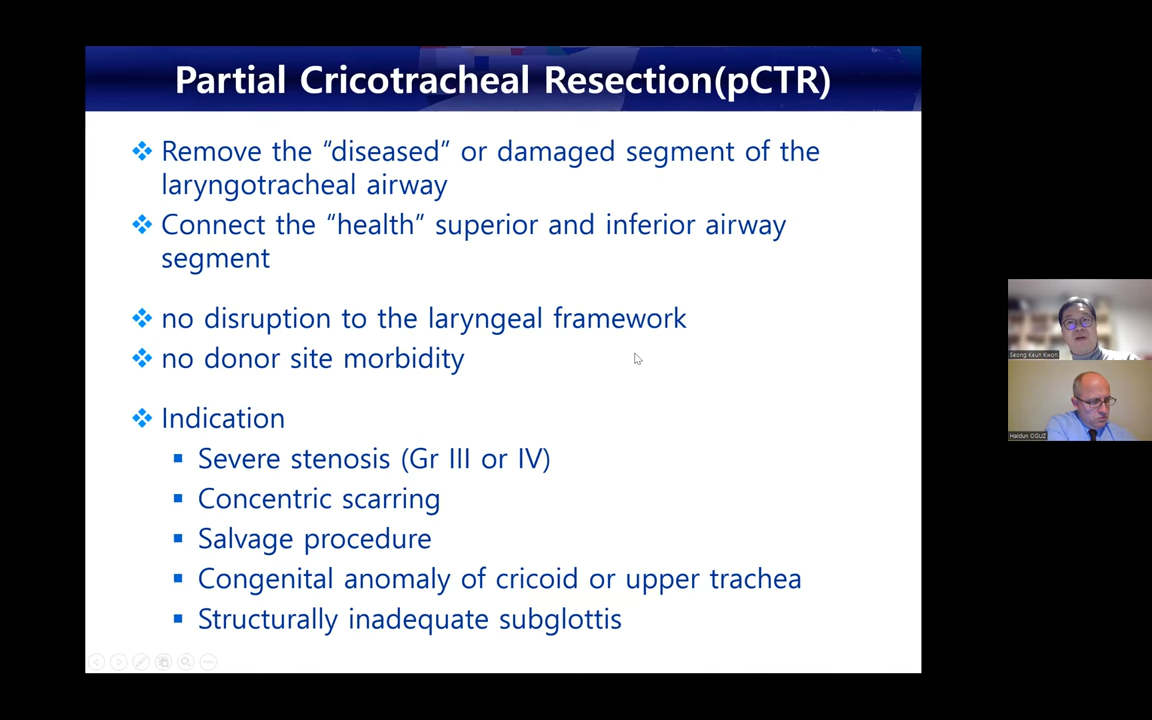 Partial Cricotracheal Resection(pCTR)
Remove the “diseased” or damaged segment of the
laryngotracheal airway
Connect the “health” superior and inferior airway
segment
no disruption to the laryngeal framework
no donor site morbidity
Indication
Severe stenosis (Gr III or IV)
Concentric scarring
Salvage procedure
Congenital anomaly of cricoid or upper trachea
Structurally inadequate subglottis
Seong Keun Kwon
Haldun OGUZ